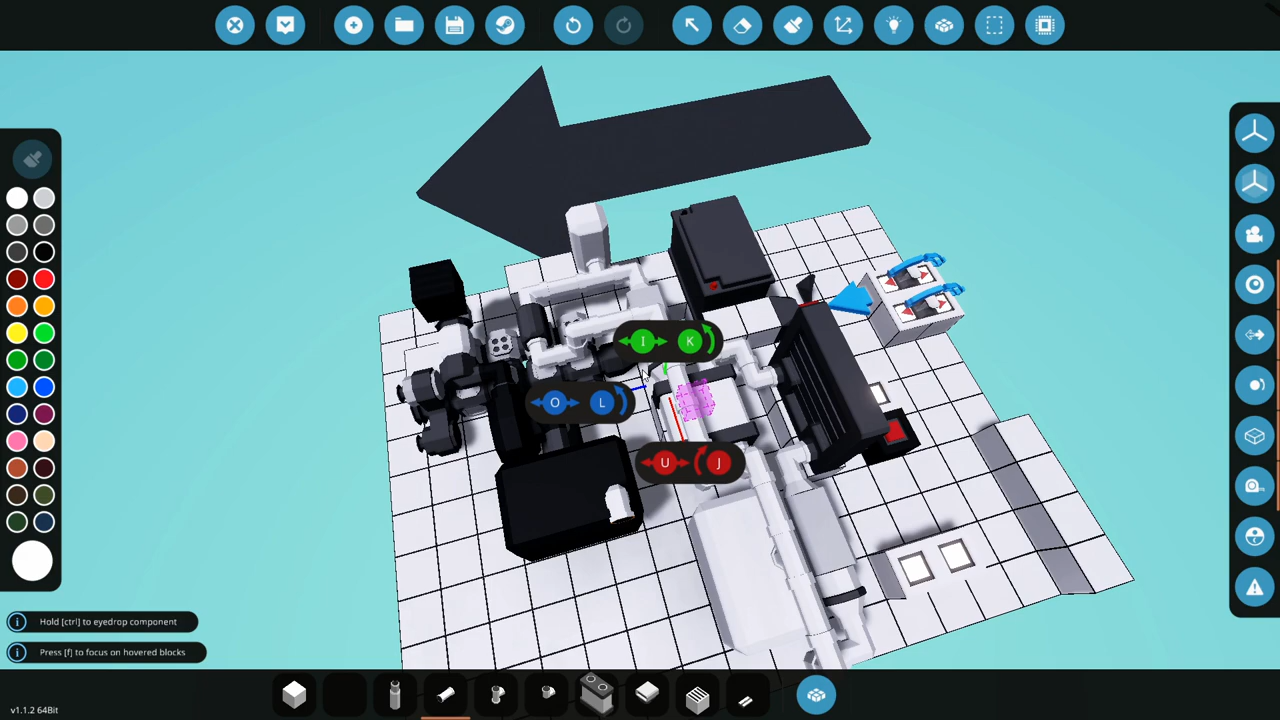 I K
O L
U J
Hold [ctrl] to eyedrop component
Press [f] to focus on hovered blocks
v1.1.2 64Bit